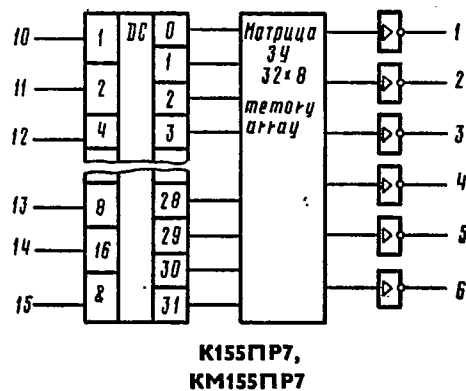 10 1 DC 0 Матрица 1
11 2 1 ЗУ 2
12 4 2 32×8 3
3 memory
array
13 8 28 4
14 16 29 5
15 & 30 6
31
К155ПР7,
КМ155ПР7